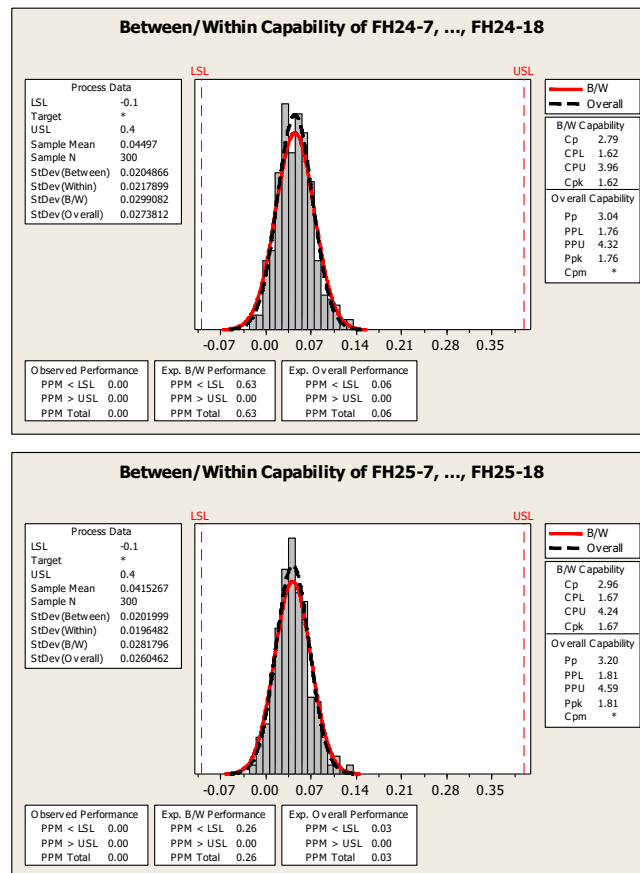 Between/Within Capability of FH24-7, ..., FH24-18
LSL USL
Process Data
LSL -0.1
Target *
USL 0.4
Sample Mean 0.04497
Sample N 300
StDev(Between) 0.0204866
StDev(Within) 0.0217899
StDev(B/W) 0.0299082
StDev(Overall) 0.0273812
B/W
Overall
B/W Capability
Cp 2.79
CPL 1.62
CPU 3.96
Cpk 1.62
Overall Capability
Pp 3.04
PPL 1.76
PPU 4.32
Ppk 1.76
Cpm *
-0.07 0.00 0.07 0.14 0.21 0.28 0.35
Observed Performance
PPM < LSL 0.00
PPM > USL 0.00
PPM Total 0.00
Exp. B/W Performance
PPM < LSL 0.63
PPM > USL 0.00
PPM Total 0.63
Exp. Overall Performance
PPM < LSL 0.06
PPM > USL 0.00
PPM Total 0.06
Between/Within Capability of FH25-7, ..., FH25-18
LSL USL
Process Data
LSL -0.1
Target *
USL 0.4
Sample Mean 0.0415267
Sample N 300
StDev(Between) 0.0201999
StDev(Within) 0.0196482
StDev(B/W) 0.0281796
StDev(Overall) 0.0260462
B/W
Overall
B/W Capability
Cp 2.96
CPL 1.67
CPU 4.24
Cpk 1.67
Overall Capability
Pp 3.20
PPL 1.81
PPU 4.59
Ppk 1.81
Cpm *
-0.07 0.00 0.07 0.14 0.21 0.28 0.35
Observed Performance
PPM < LSL 0.00
PPM > USL 0.00
PPM Total 0.00
Exp. B/W Performance
PPM < LSL 0.26
PPM > USL 0.00
PPM Total 0.26
Exp. Overall Performance
PPM < LSL 0.03
PPM > USL 0.00
PPM Total 0.03